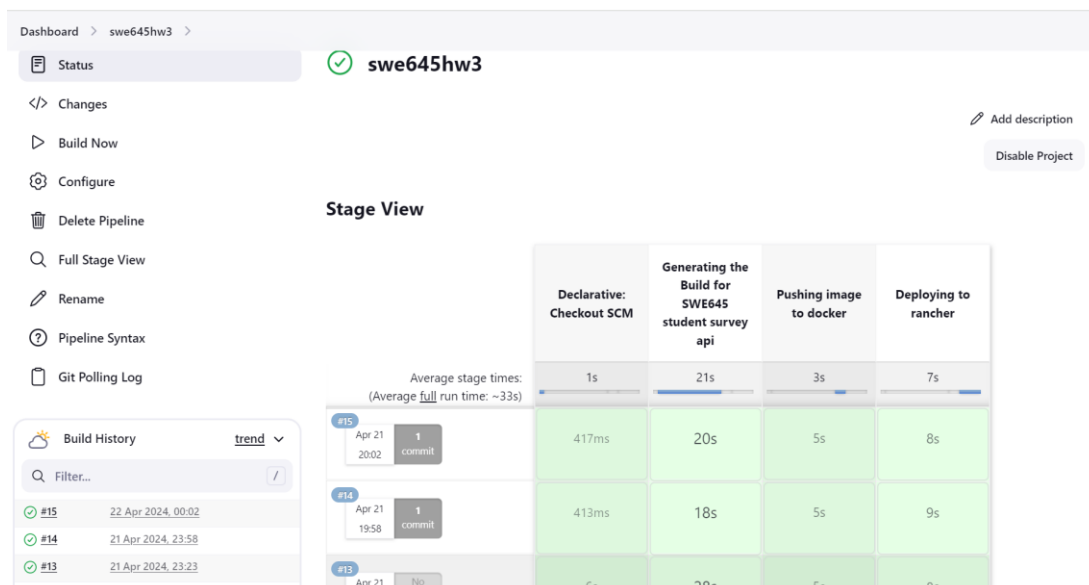 Dashboard > swe645hw3 >
Status
Changes
Build Now
Configure
Delete Pipeline
Full Stage View
Rename
Pipeline Syntax
Git Polling Log
Build History trend
Filter... /
#15 22 Apr 2024, 00:02
#14 21 Apr 2024, 23:58
#13 21 Apr 2024, 23:23
swe645hw3
Add description
Disable Project
Stage View
Declarative:
Checkout SCM
Generating the
Build for
SWE645
student survey
api
Pushing image
to docker
Deploying to
rancher
Average stage times:
(Average full run time: ~33s)
1s 21s 3s 7s
#15
Apr 21
20:02
1
commit
417ms 20s 5s 8s
#14
Apr 21
19:58
1
commit
413ms 18s 5s 9s
#13
Apr 21
No